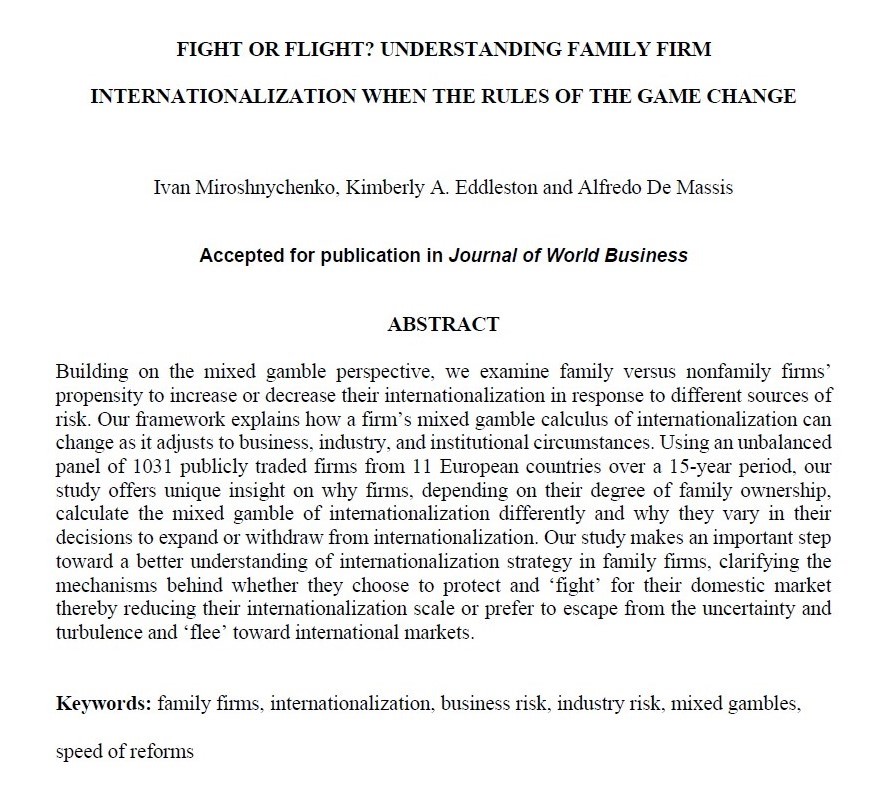 FIGHT OR FLIGHT? UNDERSTANDING FAMILY FIRM
INTERNATIONALIZATION WHEN THE RULES OF THE GAME CHANGE
Ivan Miroshnychenko, Kimberly A. Eddleston and Alfredo De Massis
Accepted for publication in Journal of World Business
ABSTRACT
Building on the mixed gamble perspective, we examine family versus nonfamily firms’
propensity to increase or decrease their internationalization in response to different sources of
risk. Our framework explains how a firm’s mixed gamble calculus of internationalization can
change as it adjusts to business, industry, and institutional circumstances. Using an unbalanced
panel of 1031 publicly traded firms from 11 European countries over a 15-year period, our
study offers unique insight on why firms, depending on their degree of family ownership,
calculate the mixed gamble of internationalization differently and why they vary in their
decisions to expand or withdraw from internationalization. Our study makes an important step
toward a better understanding of internationalization strategy in family firms, clarifying the
mechanisms behind whether they choose to protect and ‘fight’ for their domestic market
thereby reducing their internationalization scale or prefer to escape from the uncertainty and
turbulence and ‘flee’ toward international markets.
Keywords: family firms, internationalization, business risk, industry risk, mixed gambles,
speed of reforms